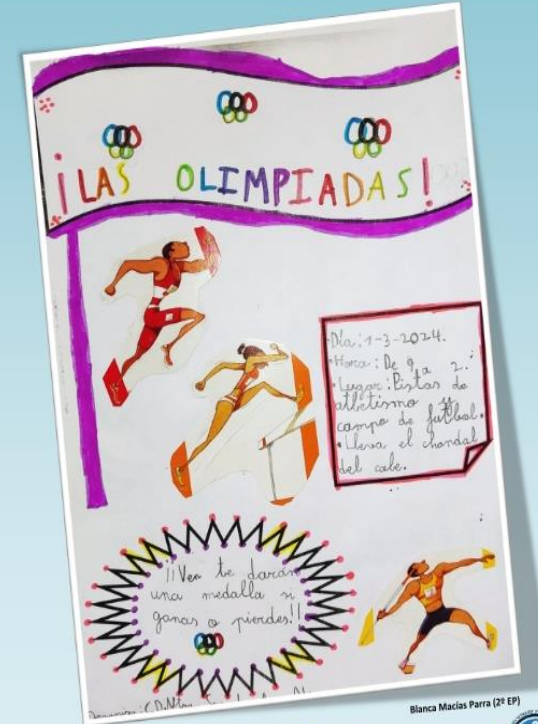 ¡LAS OLIMPIADAS!
Día: 1-3-2024.
• Hora: De 9 a 2.
• Lugar: Pistas de
atletismo y
campo de fútbol.
• Lleva el chandal
del cole.
¡¡Ven te darán
una medalla si
ganas o pierdes!!
Blanca Macías Parra (2º EP)